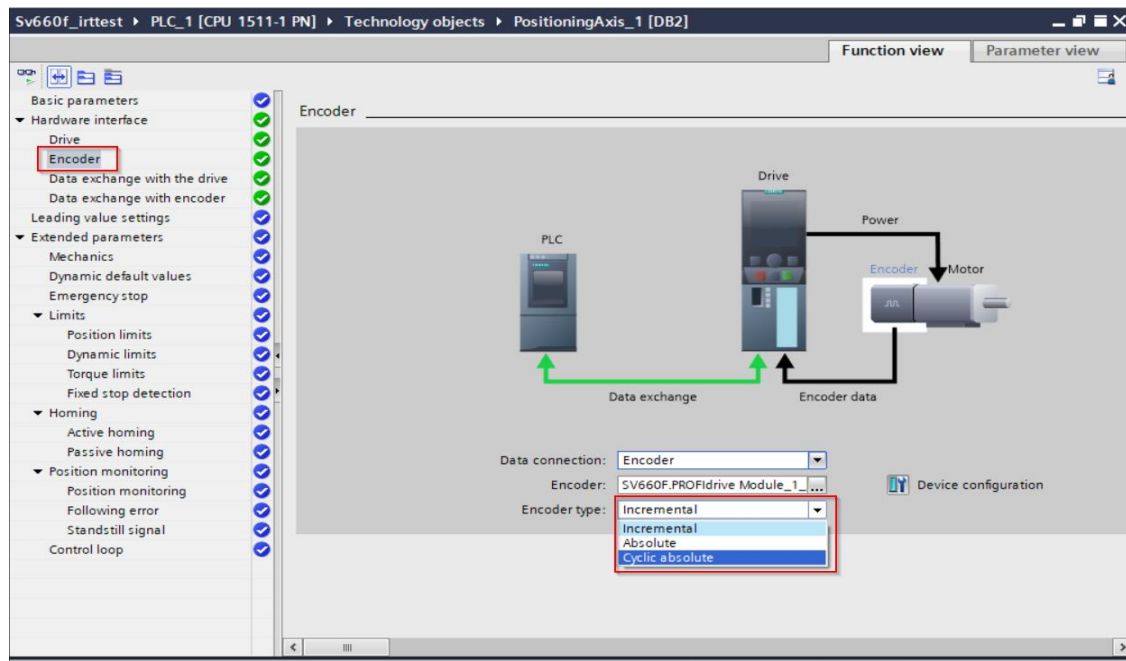 Sv660f_irttest ▸ PLC_1 [CPU 1511-1 PN] ▸ Technology objects ▸ PositioningAxis_1 [DB2]
Function view
Parameter view
Basic parameters
Hardware interface
Drive
Encoder
Data exchange with the drive
Data exchange with encoder
Leading value settings
Extended parameters
Mechanics
Dynamic default values
Emergency stop
Limits
Position limits
Dynamic limits
Torque limits
Fixed stop detection
Homing
Active homing
Passive homing
Position monitoring
Position monitoring
Following error
Standstill signal
Control loop
Encoder
Drive
Power
PLC
Encoder
Motor
Data exchange
Encoder data
Data connection: Encoder
Encoder: SV660F.PROFIdrive Module_1_ ...
Device configuration
Encoder type: Incremental
Incremental
Absolute
Cyclic absolute